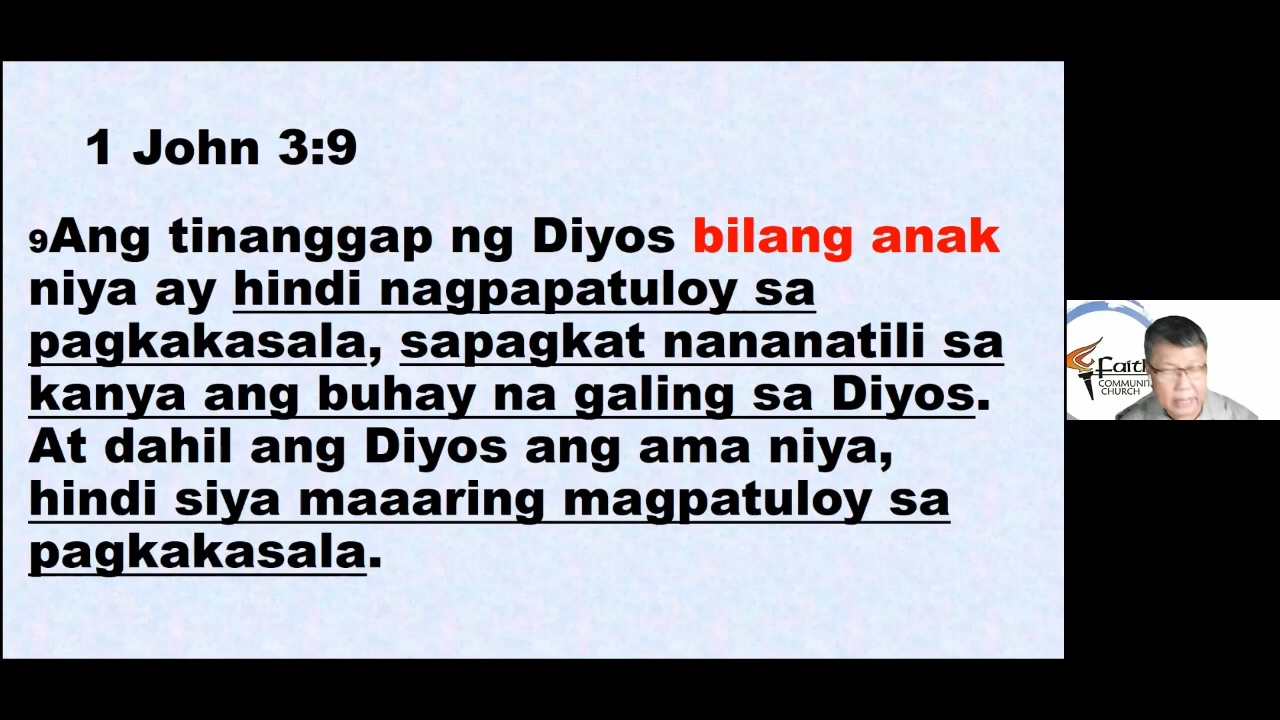 1 John 3:9
9Ang tinanggap ng Diyos bilang anak
niya ay hindi nagpapatuloy sa
pagkakasala, sapagkat nananatili sa
kanya ang buhay na galing sa Diyos.
At dahil ang Diyos ang ama niya,
hindi siya maaaring magpatuloy sa
pagkakasala.
Faith
COMMUNIT
CHURCH